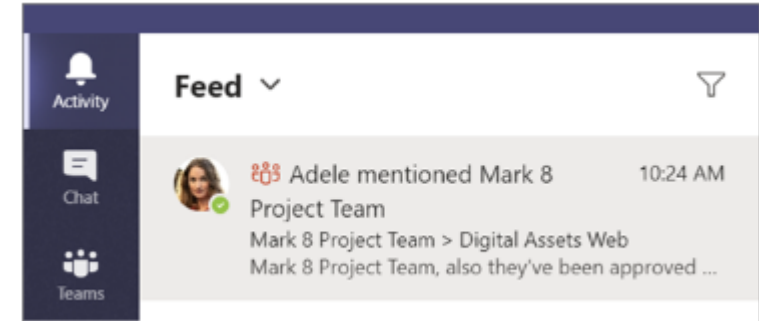 Activity
Chat
Teams
Feed
Adele mentioned Mark 8 10:24 AM
Project Team
Mark 8 Project Team > Digital Assets Web
Mark 8 Project Team, also they've been approved ...